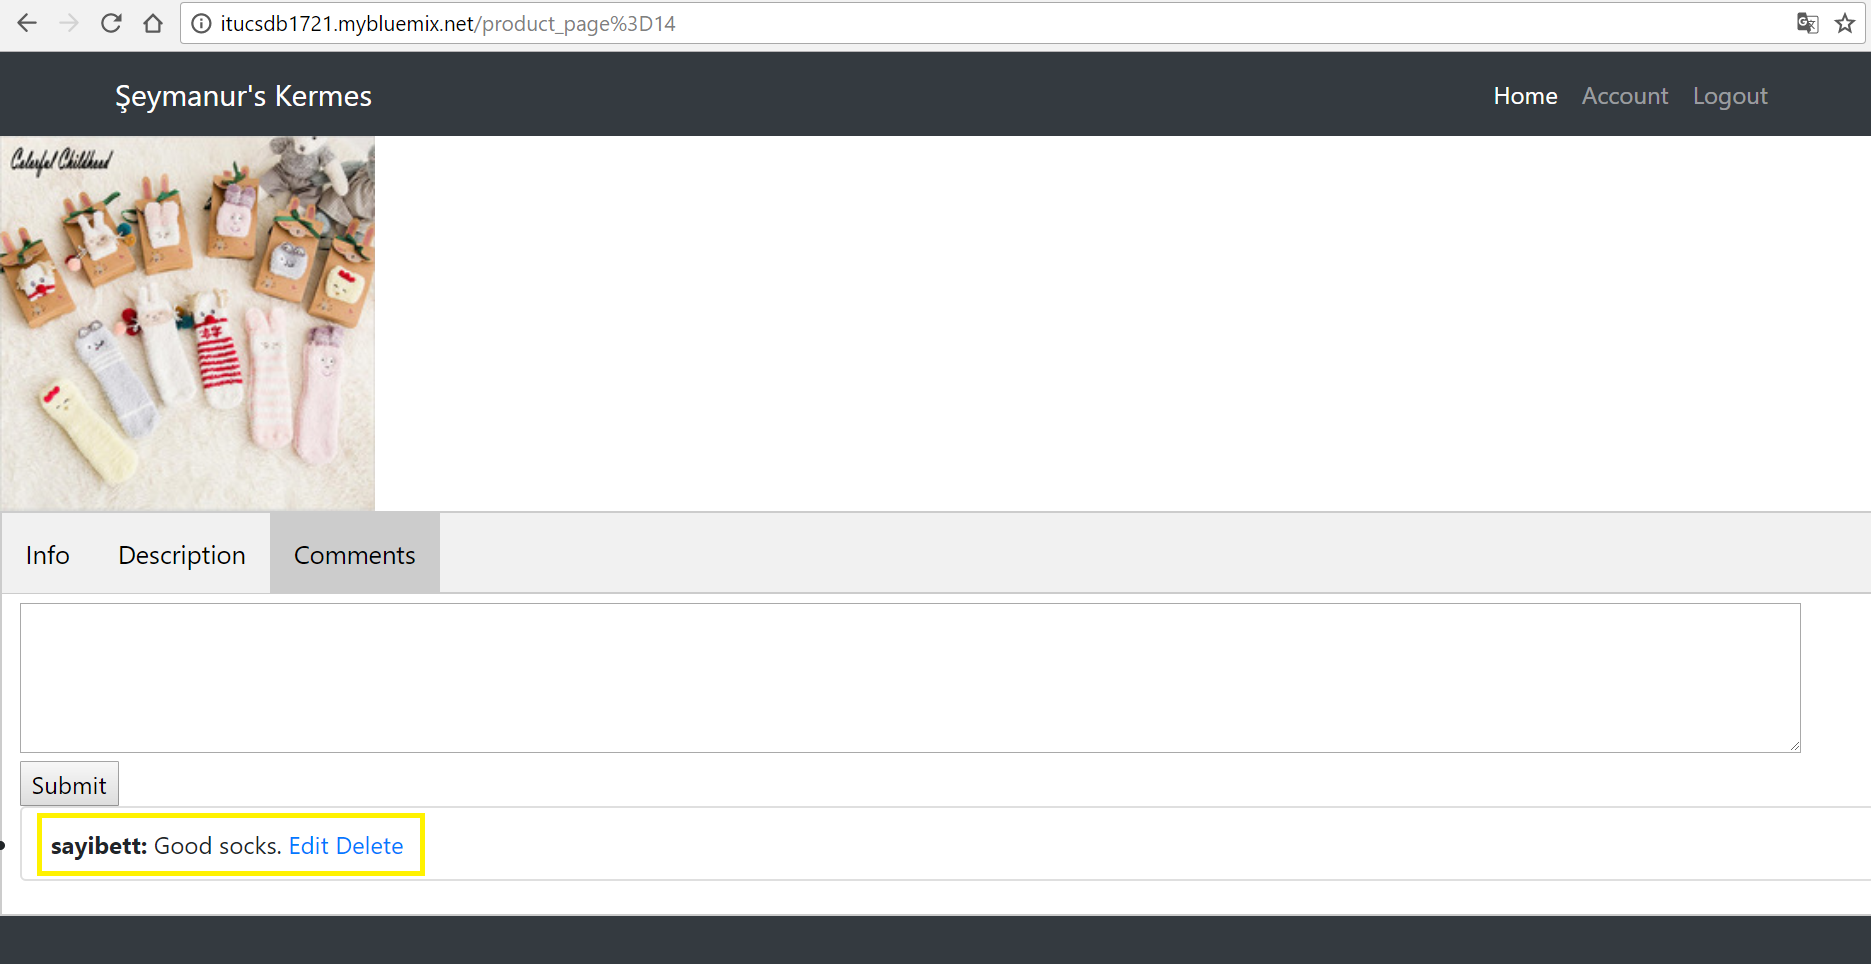 itucsdb1721.mybluemix.net/product_page%3D14
Şeymanur's Kermes
Home Account Logout
Colorful Childhood
Info Description Comments
Submit
sayibett: Good socks. Edit Delete